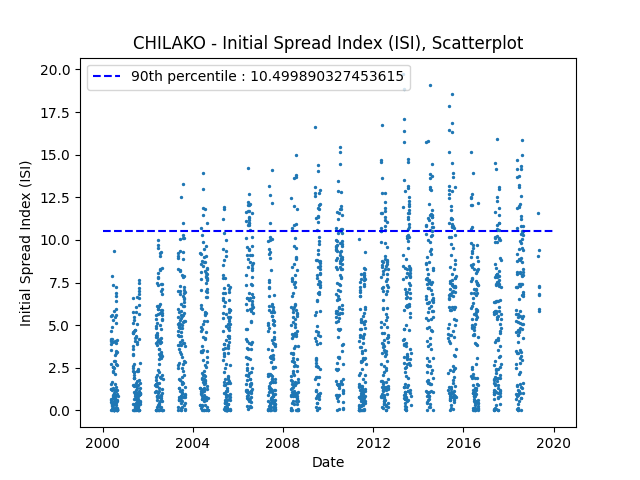 CHILAKO - Initial Spread Index (ISI), Scatterplot
90th percentile : 10.499890327453615
20.0
17.5
15.0
12.5
10.0
7.5
5.0
2.5
0.0
Initial Spread Index (ISI)
2000 2004 2008 2012 2016 2020
Date